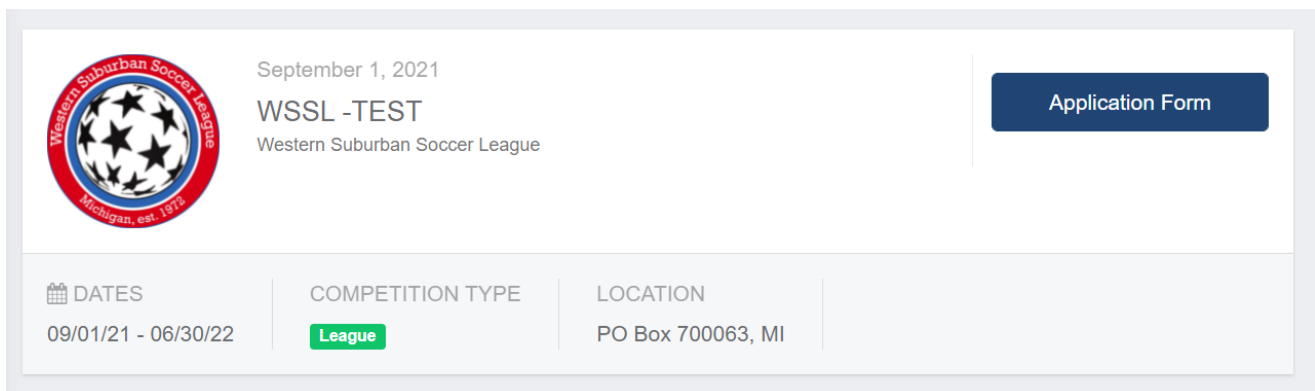 Western Suburban Soccer League
Michigan, est. 1972
September 1, 2021
WSSL -TEST
Western Suburban Soccer League
Application Form
DATES
09/01/21 - 06/30/22
COMPETITION TYPE
League
LOCATION
PO Box 700063, MI